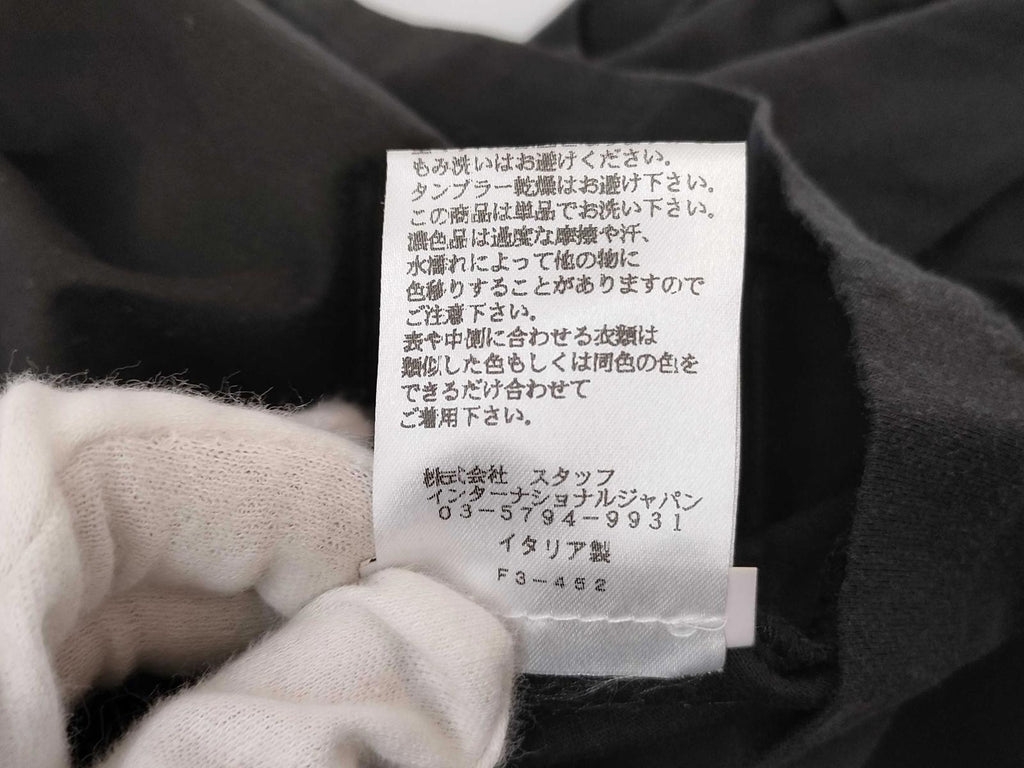 もみ洗いはお避けください。
タンブラー乾燥はお避け下さい。
この商品は単品でお洗い下さい。
濃色品は過度な摩擦や汗、
水濡れによって他の物に
色移りすることがありますので
ご注意下さい。
表や中側に合わせる衣類は
類似した色もしくは同色の色を
できるだけ合わせて
ご着用下さい。
株式会社 スタッフ
インターナショナルジャパン
03-5794-9931
イタリア製
F3-452